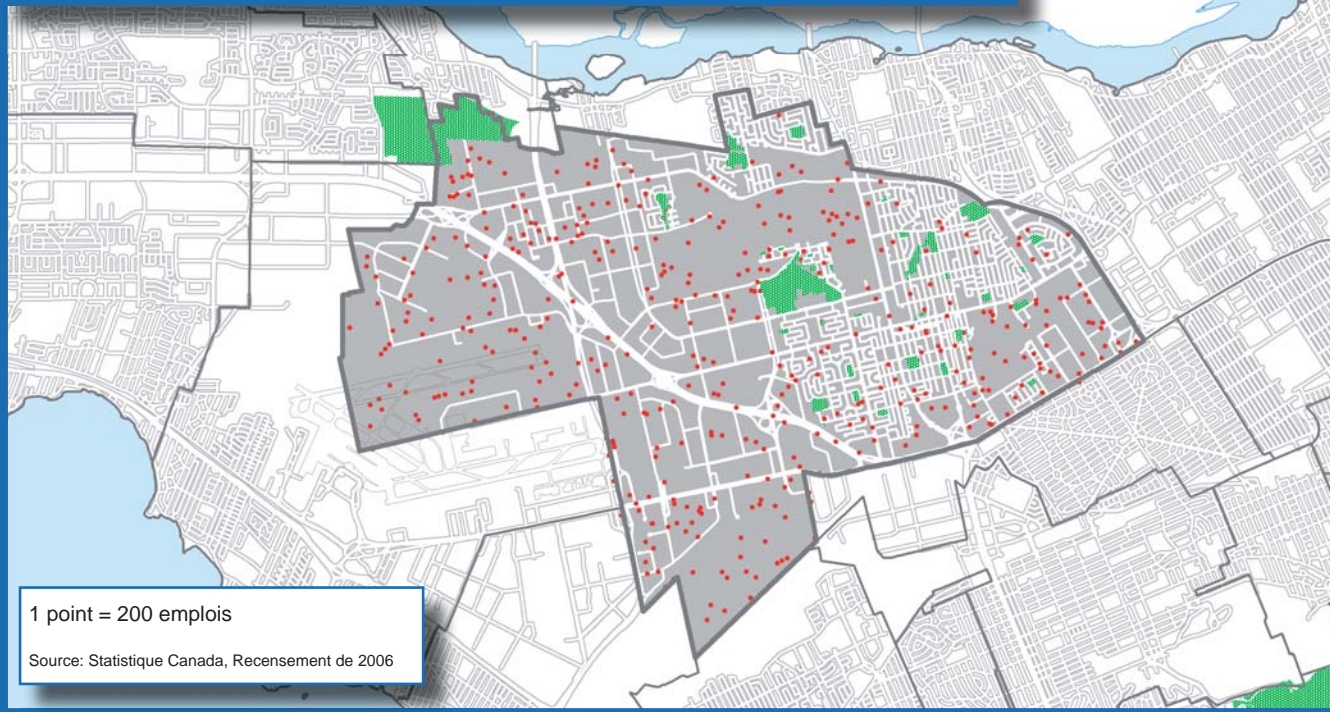 1 point = 200 emplois
Source: Statistique Canada, Recensement de 2006